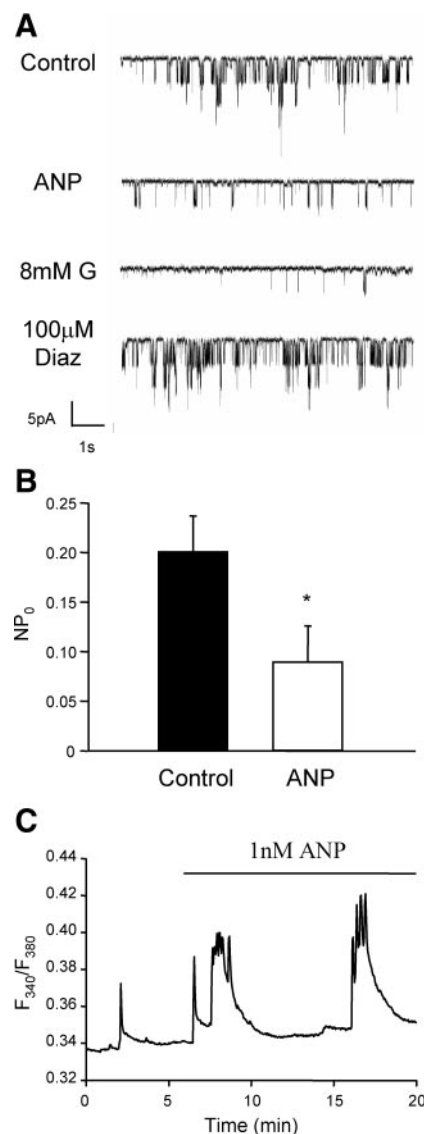 A
Control
ANP
8mM G
100μM
Diaz
5pA
1s
B
0.25
0.20
0.15
0.10
0.05
0
NP0
*
Control ANP
C
1nM ANP
0.44
0.42
0.40
0.38
0.36
0.34
0.32
F340/F380
0 5 10 15 20
Time (min)